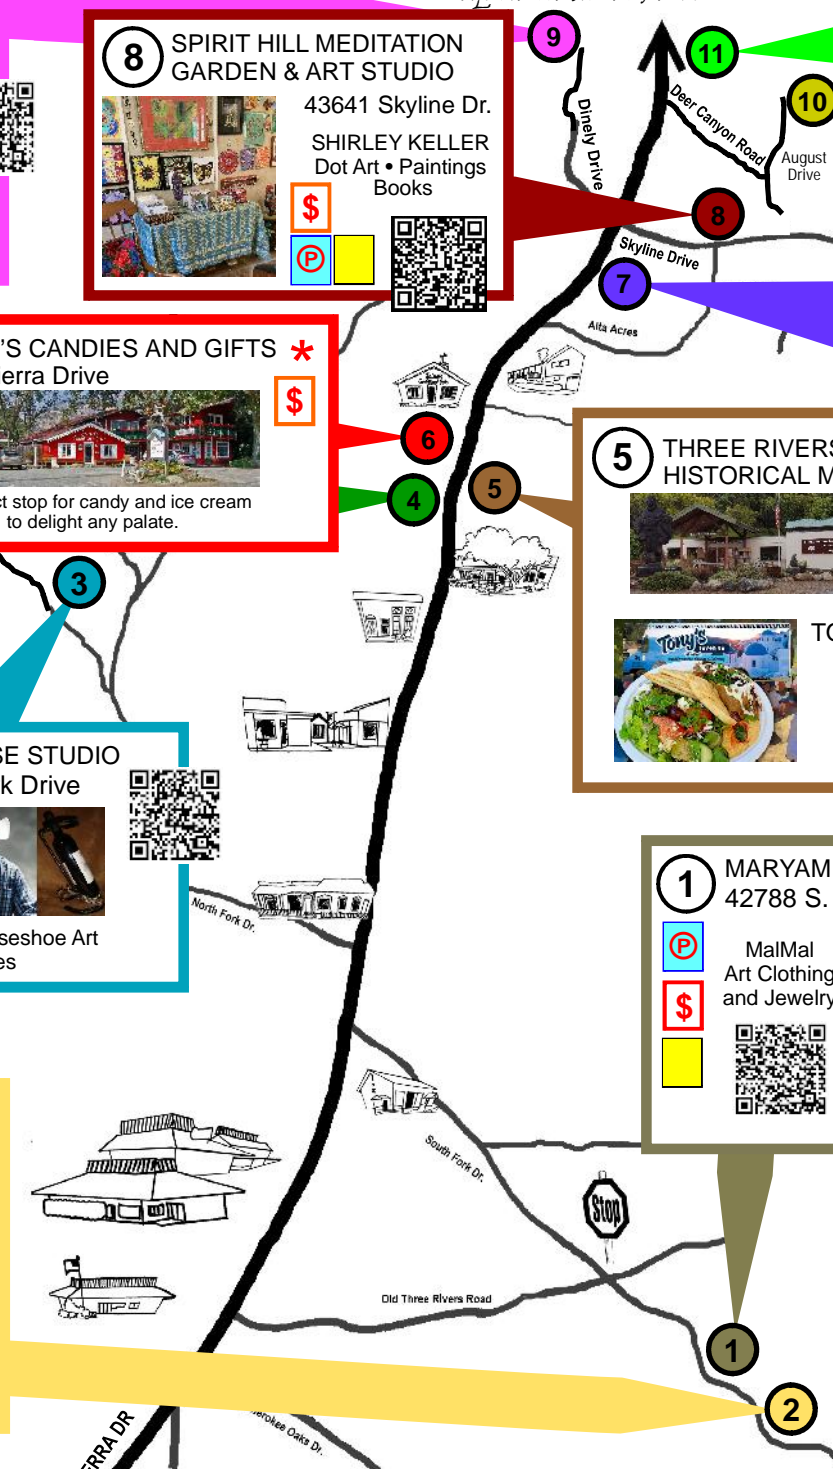 9
11
10
8
SPIRIT HILL MEDITATION
GARDEN & ART STUDIO
43641 Skyline Dr.
SHIRLEY KELLER
Dot Art • Paintings
Books
$
P
Dinely Drive
Deer Canyon Road
August
Drive
8
Skyline Drive
7
Alta Acres
'S CANDIES AND GIFTS *
ierra Drive
$
ct stop for candy and ice cream
to delight any palate.
6
4
5
5
THREE RIVERS
HISTORICAL M
Tony's
TO
3
SE STUDIO
k Drive
seshoe Art
es
North Fork Dr.
1
MARYAM
42788 S.
P
$
MalMal
Art Clothing
and Jewelry
South Fork Dr.
Stop
Old Three Rivers Road
1
2
erokee Oaks Dr.
ERRA DR